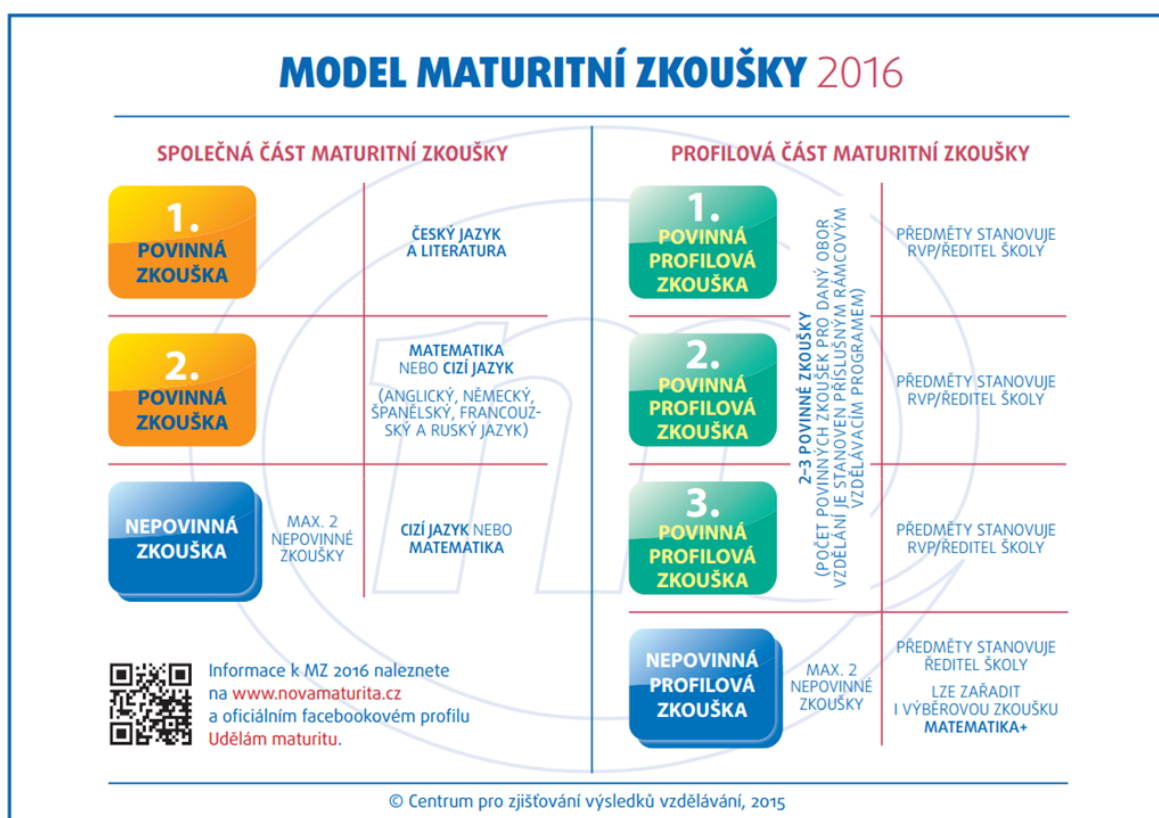 MODEL MATURITNÍ ZKOUŠKY 2016
SPOLEČNÁ ČÁST MATURITNÍ ZKOUŠKY
1.
POVINNÁ
ZKOUŠKA
ČESKÝ JAZYK
A LITERATURA
2.
POVINNÁ
ZKOUŠKA
MATEMATIKA
NEBO CIZÍ JAZYK
(ANGLICKÝ, NĚMECKÝ,
ŠPANĚLSKÝ, FRANCOUZ-
SKÝ A RUSKÝ JAZYK)
NEPOVINNÁ
ZKOUŠKA
MAX. 2
NEPOVINNÉ
ZKOUŠKY
CIZÍ JAZYK NEBO
MATEMATIKA
Informace k MZ 2016 naleznete
na www.novamaturita.cz
a oficiálním facebookovém profilu
Udělám maturitu.
PROFILOVÁ ČÁST MATURITNÍ ZKOUŠKY
1.
POVINNÁ
PROFILOVÁ
ZKOUŠKA
PŘEDMĚTY STANOVUJE
RVP/ŘEDITEL ŠKOLY
2.
POVINNÁ
PROFILOVÁ
ZKOUŠKA
PŘEDMĚTY STANOVUJE
RVP/ŘEDITEL ŠKOLY
3.
POVINNÁ
PROFILOVÁ
ZKOUŠKA
PŘEDMĚTY STANOVUJE
RVP/ŘEDITEL ŠKOLY
2–3 POVINNÉ ZKOUŠKY
(POČET POVINNÝCH ZKOUŠEK PRO DANÝ OBOR
VZDĚLÁNÍ JE STANOVEN PŘÍSLUŠNÝM RÁMCOVÝM
VZDĚLÁVACÍM PROGRAMEM)
NEPOVINNÁ
PROFILOVÁ
ZKOUŠKA
MAX. 2
NEPOVINNÉ
ZKOUŠKY
PŘEDMĚTY STANOVUJE
ŘEDITEL ŠKOLY
LZE ZAŘADIT
I VÝBĚROVOU ZKOUŠKU
MATEMATIKA+
© Centrum pro zjišťování výsledků vzdělávání, 2015